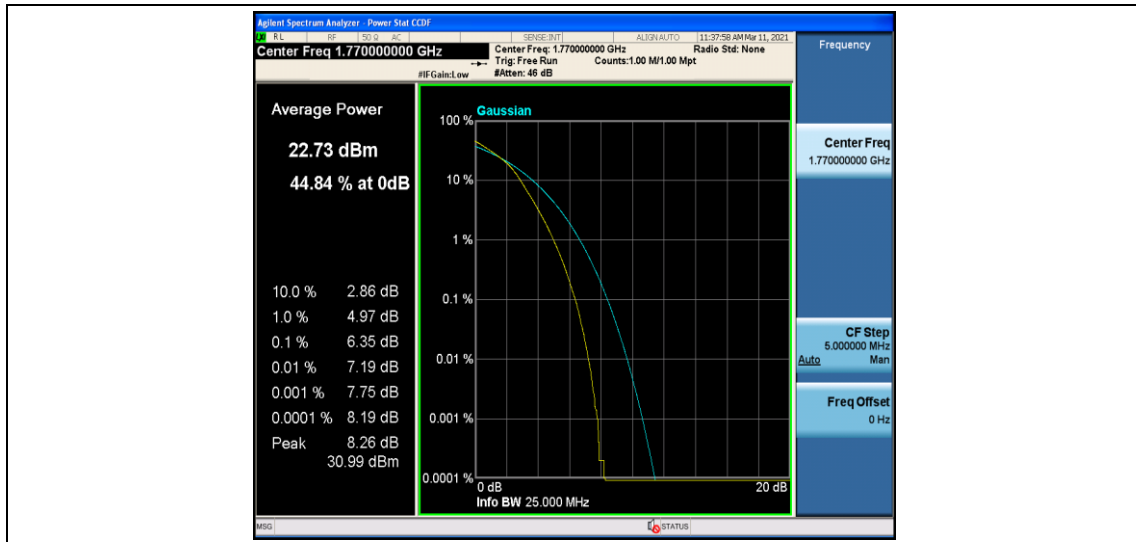 Agilent Spectrum Analyzer - Power Stat CCDF
RL RF 50 Ω AC SENSE:INT ALIGN AUTO 11:37:58 AM Mar 11, 2021
Center Freq 1.770000000 GHz
Center Freq: 1.770000000 GHz Radio Std: None
Trig: Free Run Counts:1.00 M/1.00 Mpt
#IFGain:Low #Atten: 46 dB
Frequency
Average Power
22.73 dBm
44.84 % at 0dB
10.0 % 2.86 dB
1.0 % 4.97 dB
0.1 % 6.35 dB
0.01 % 7.19 dB
0.001 % 7.75 dB
0.0001 % 8.19 dB
Peak 8.26 dB
30.99 dBm
Gaussian
100 %
10 %
1 %
0.1 %
0.01 %
0.001 %
0.0001 %
0 dB 20 dB
Info BW 25.000 MHz
Center Freq
1.770000000 GHz
CF Step
5.000000 MHz
Auto Man
Freq Offset
0 Hz
MSG STATUS